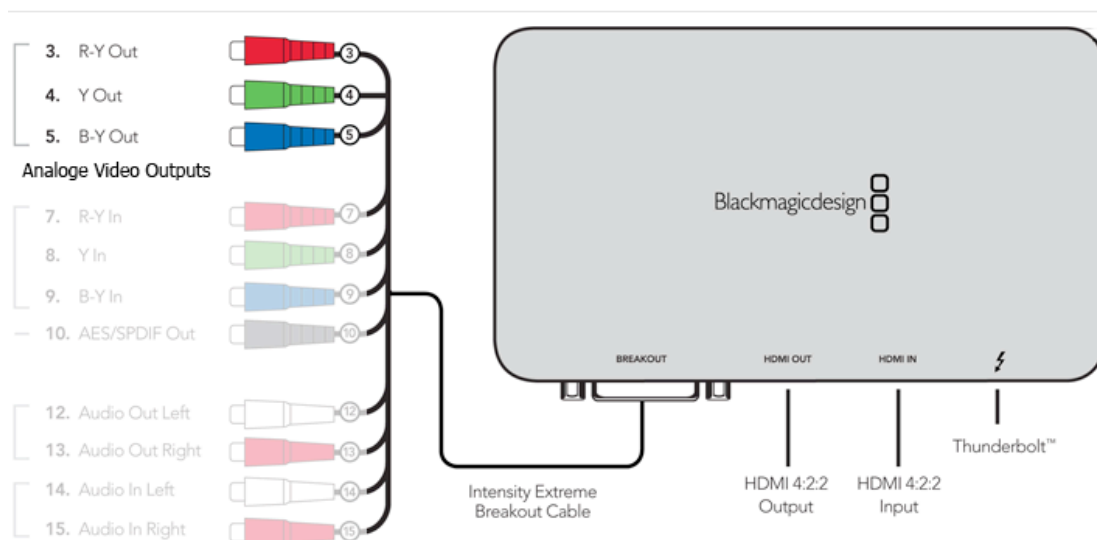 3. R-Y Out
3
4. Y Out
4
5. B-Y Out
5
Analoge Video Outputs
7. R-Y In
7
8. Y In
8
9. B-Y In
9
10. AES/SPDIF Out
10
12. Audio Out Left
12
13. Audio Out Right
13
14. Audio In Left
14
15. Audio In Right
15
Blackmagicdesign
BREAKOUT
HDMI OUT
HDMI IN
Intensity Extreme
Breakout Cable
HDMI 4:2:2
Output
HDMI 4:2:2
Input
Thunderbolt™